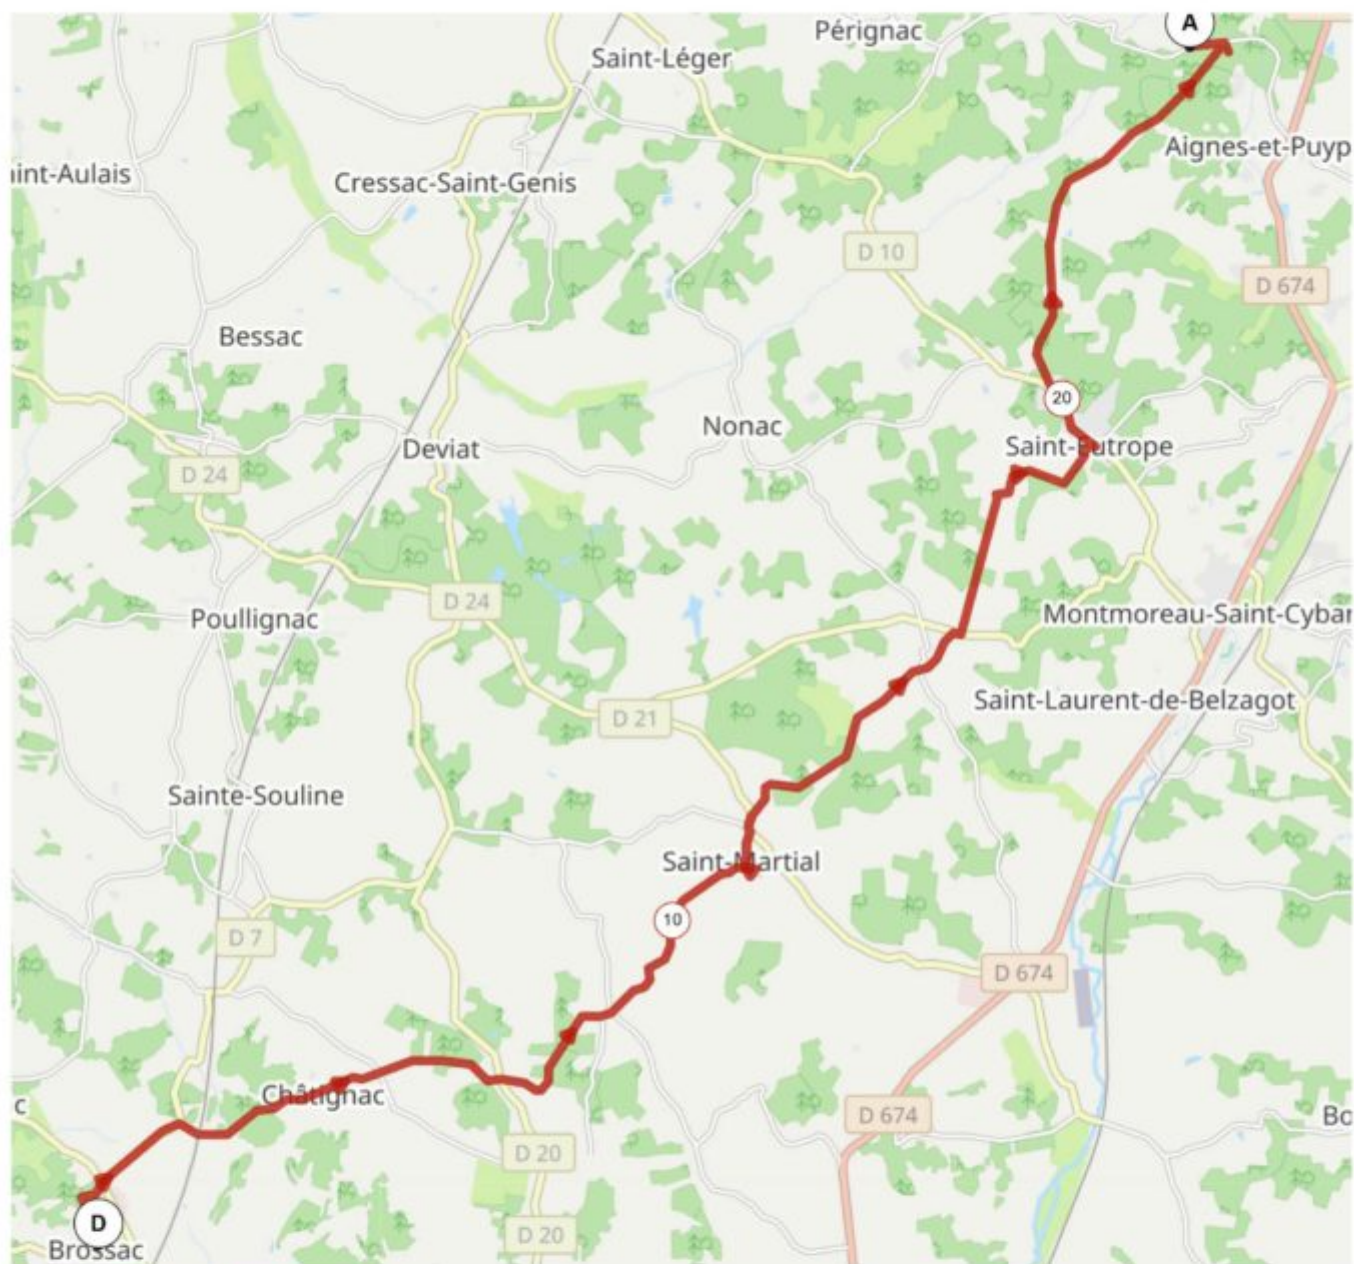 A
Pérignac
Saint-Léger
Aignes-et-Puyp
int-Aulais
Cressac-Saint-Genis
D 10
D 674
Bessac
20
Nonac
Saint-Eutrope
Deviat
D 24
D 24
Montmoreau-Saint-Cybar
Poullignac
Saint-Laurent-de-Belzagot
D 21
Sainte-Souline
Saint-Martial
10
D 7
D 674
Châtignac
c
D 674
Bo
D 20
D
D 20
Brossac